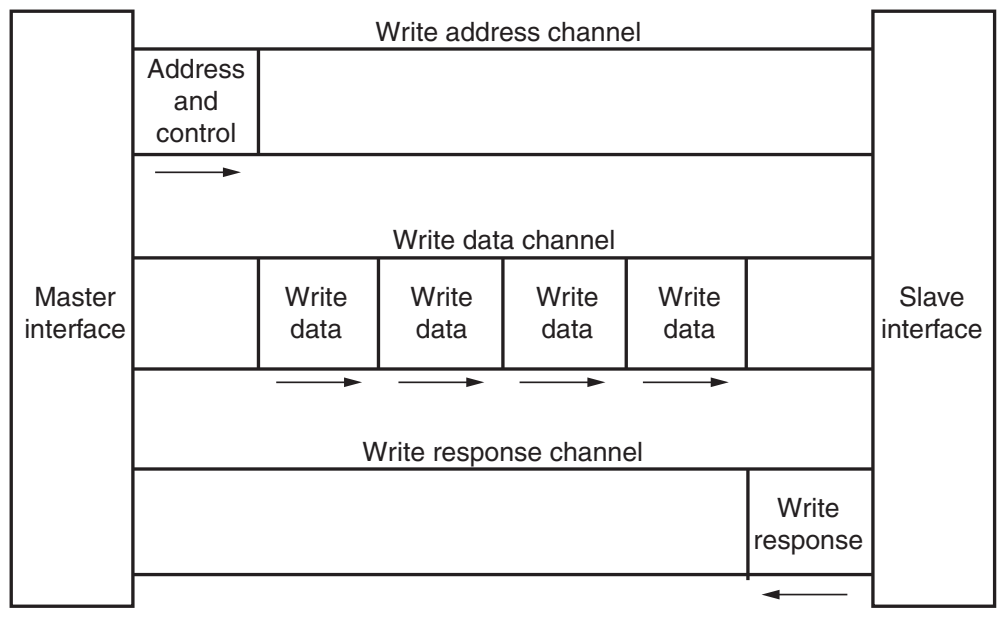 Write address channel
Address
and
control
Write data channel
Master
interface
Write
data
Write
data
Write
data
Write
data
Slave
interface
Write response channel
Write
response